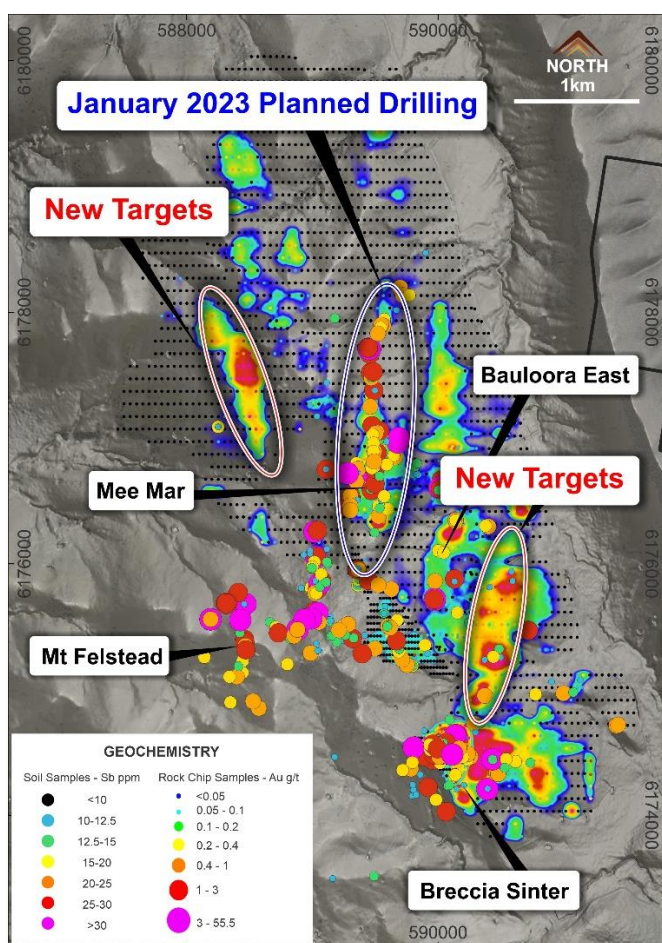 588000
590000
6180000
6180000
NORTH
1km
January 2023 Planned Drilling
New Targets
6178000
6178000
Bauloora East
New Targets
Mee Mar
6176000
6176000
Mt Felstead
GEOCHEMISTRY
Soil Samples - Sb ppm
Rock Chip Samples - Au g/t
<10
<0.05
10-12.5
0.05 - 0.1
12.5-15
0.1 - 0.2
15-20
0.2 - 0.4
20-25
0.4 - 1
25-30
1 - 3
>30
3 - 55.5
6174000
Breccia Sinter
590000